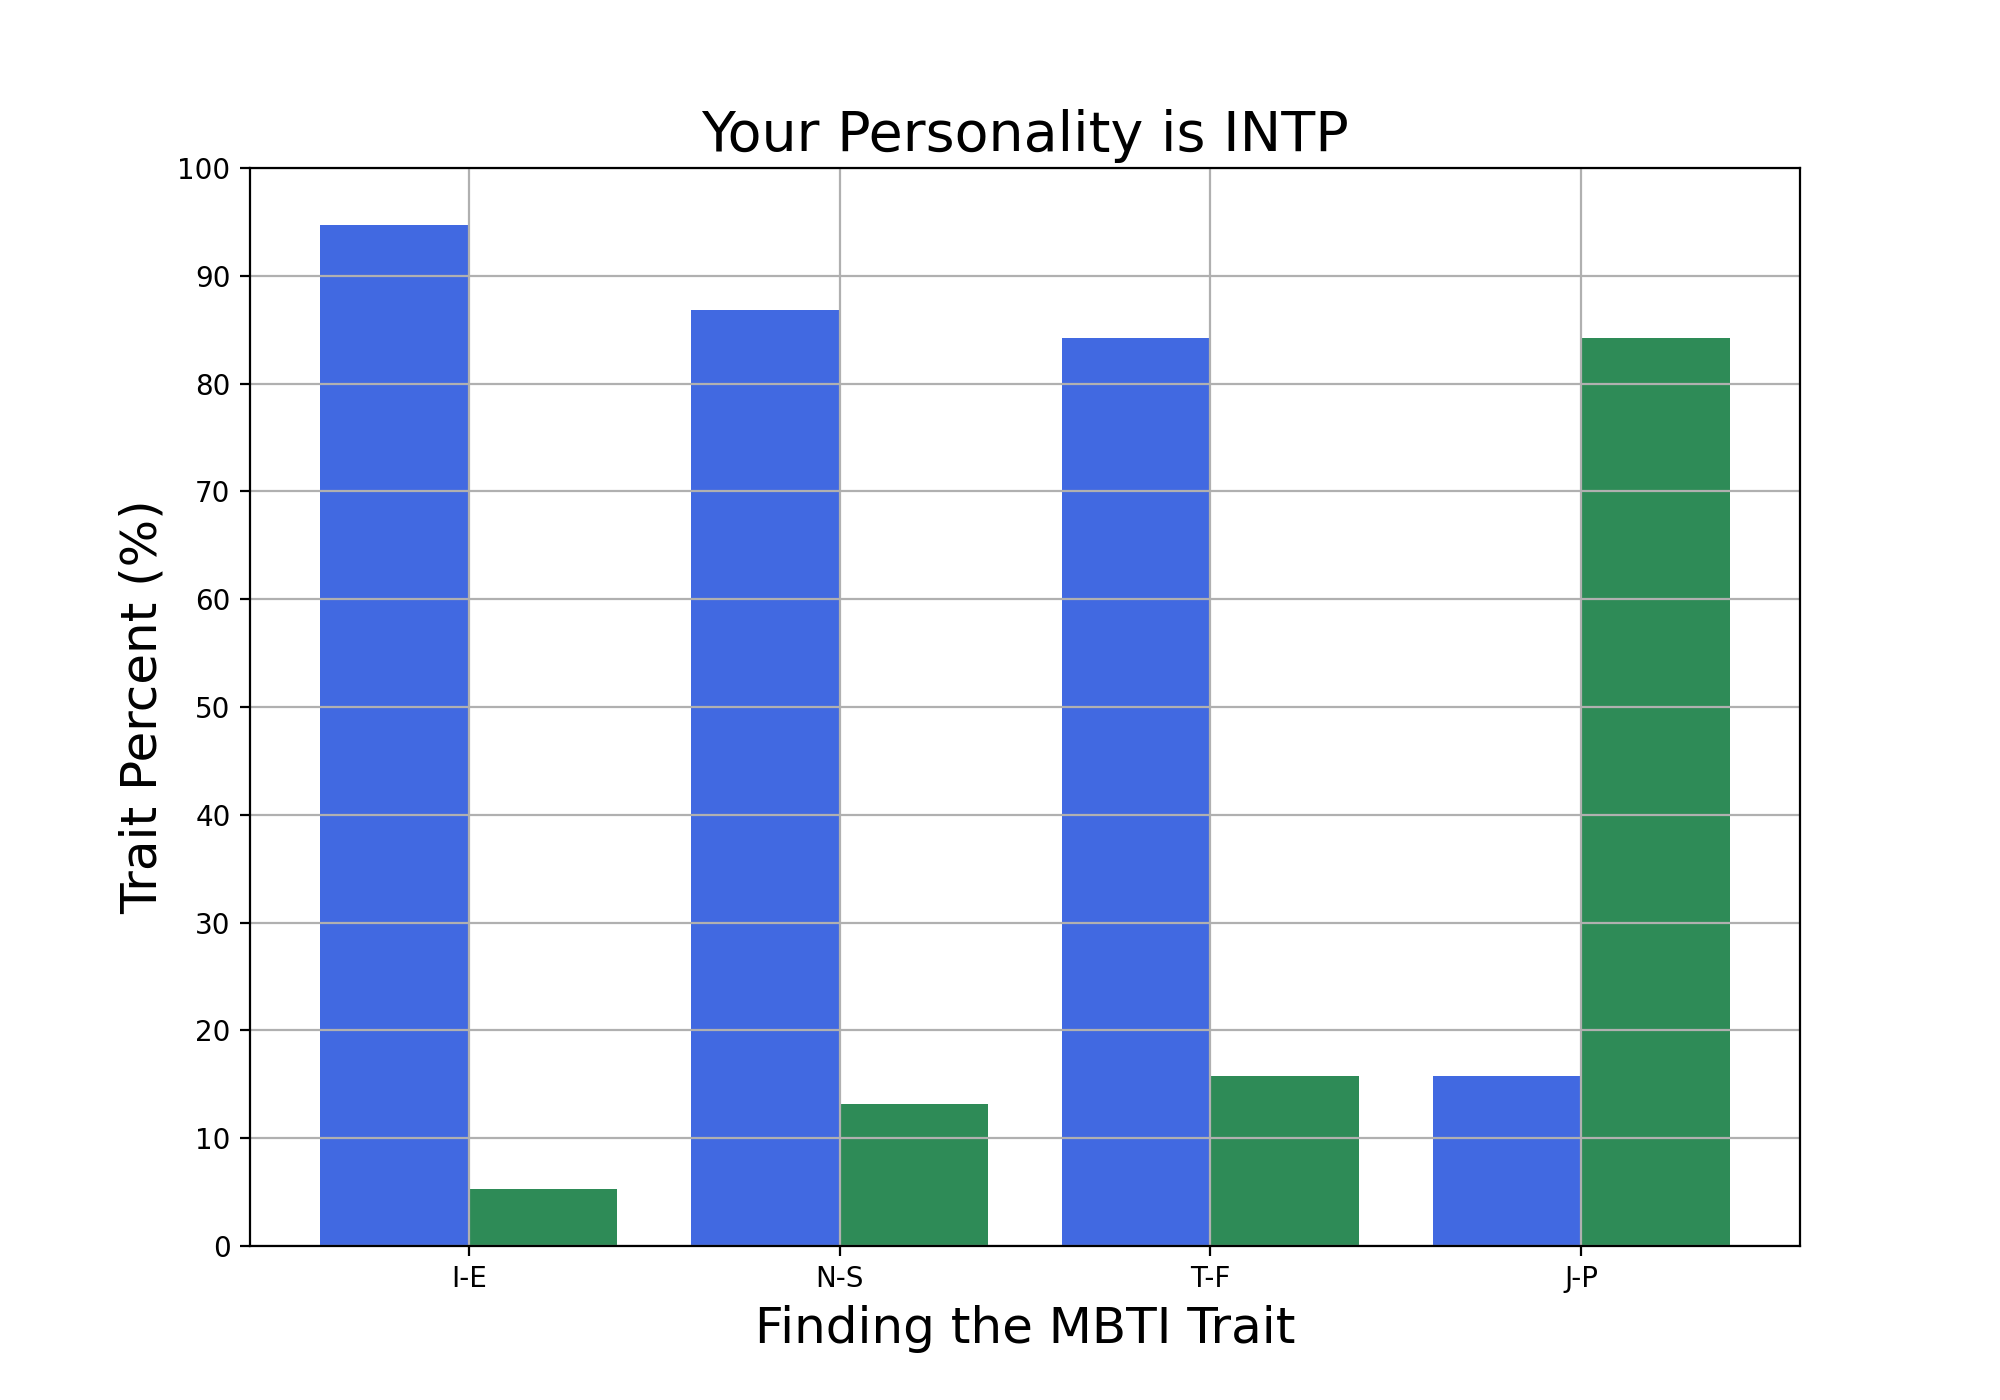 Your Personality is INTP
100
90
80
70
60
50
40
30
20
10
0
Trait Percent (%)
I-E N-S T-F J-P
Finding the MBTI Trait